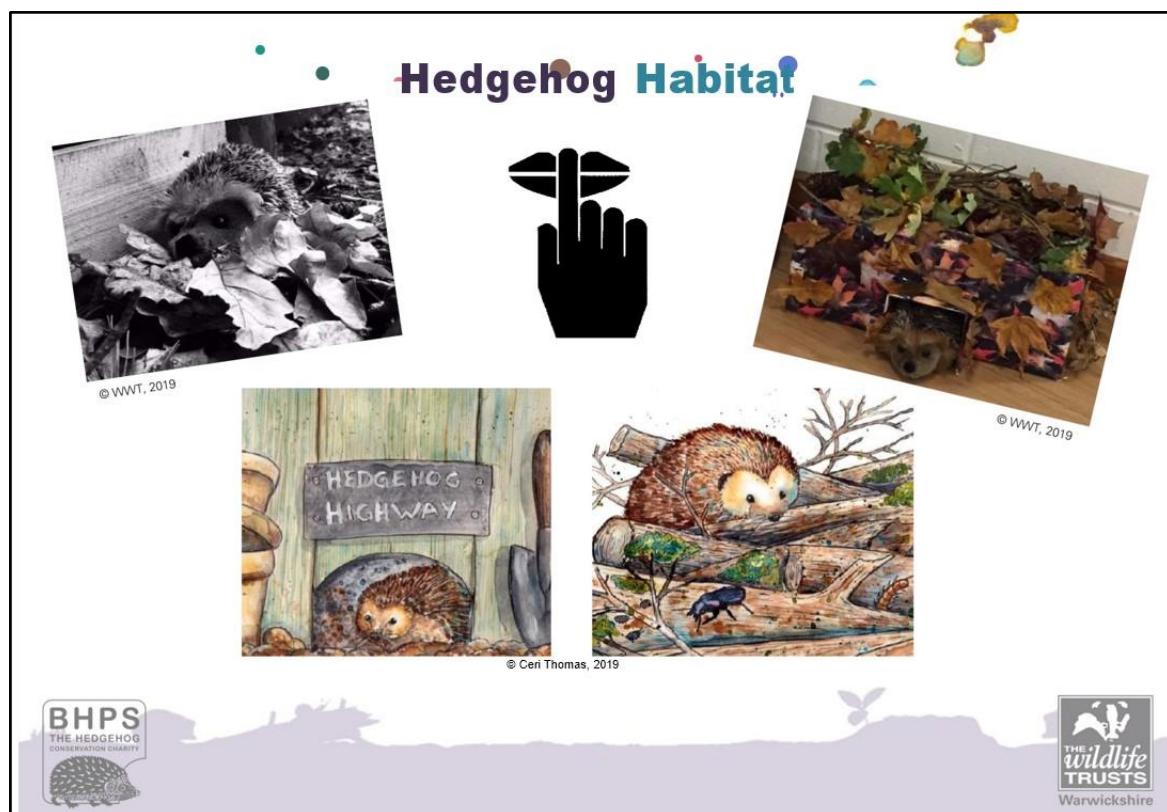 Hedgehog Habitat
© WWT, 2019
© WWT, 2019
HEDGEHOG
HIGHWAY
© Ceri Thomas, 2019
BHPS
THE HEDGEHOG
CONSERVATION CHARITY
THE
wildlife
TRUSTS
Warwickshire